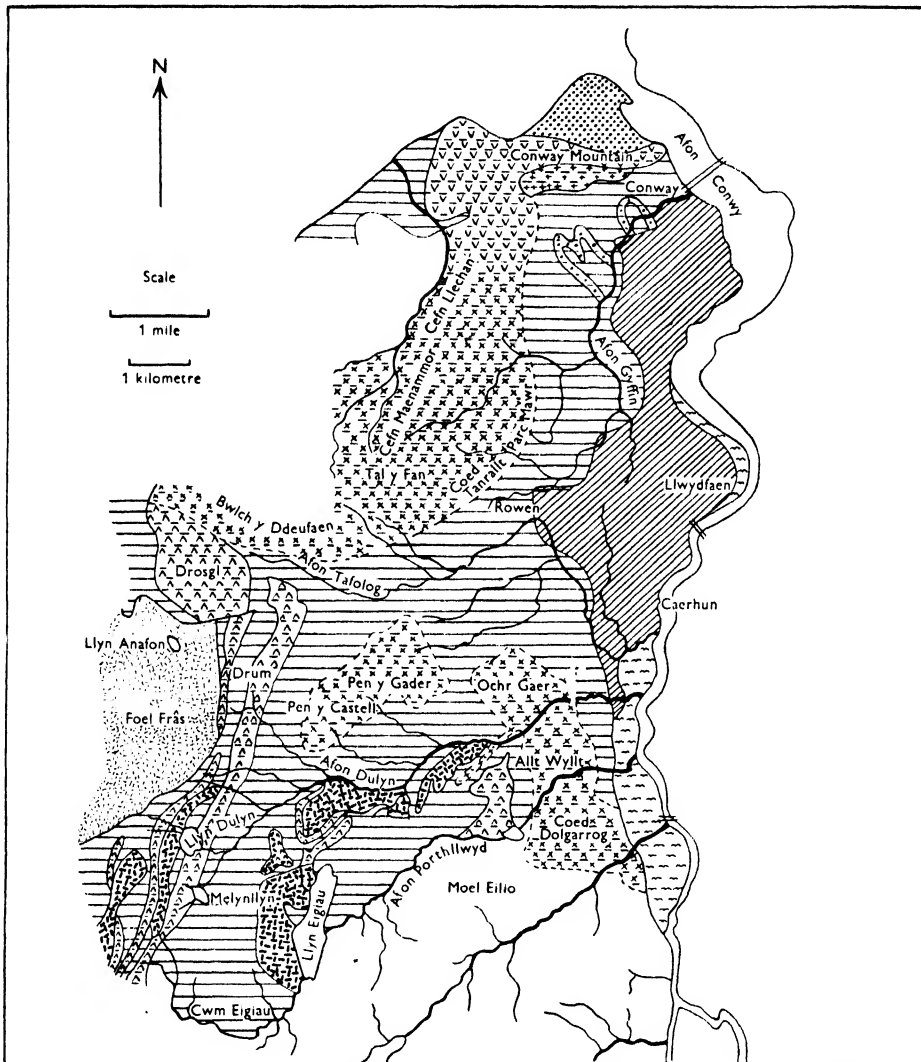 N
Scale
1 mile
1 kilometre
Afon
Conwy
Conway Mountain
Conway
Cefn Llechan
Cefn Maenammor
Afon Gyffin
Tal y Fan
Coed Tanrallt
Parc Mawr
Rowen
Llwydfaen
Bwlch y Ddeufaen
Afon Tafolog
Drosgl
Caerhun
Llyn Anafon
Drum
Foel Frâs
Pen y Gader
Ochr Gaer
Pen y Castell
Afon Dulyn
Allt Wyllt
Llyn Dulyn
Coed
Dolgarrog
Afon Porthllwyd
Moel Eilio
Melynllyn
Llyn Eigiau
Cwm Eigiau